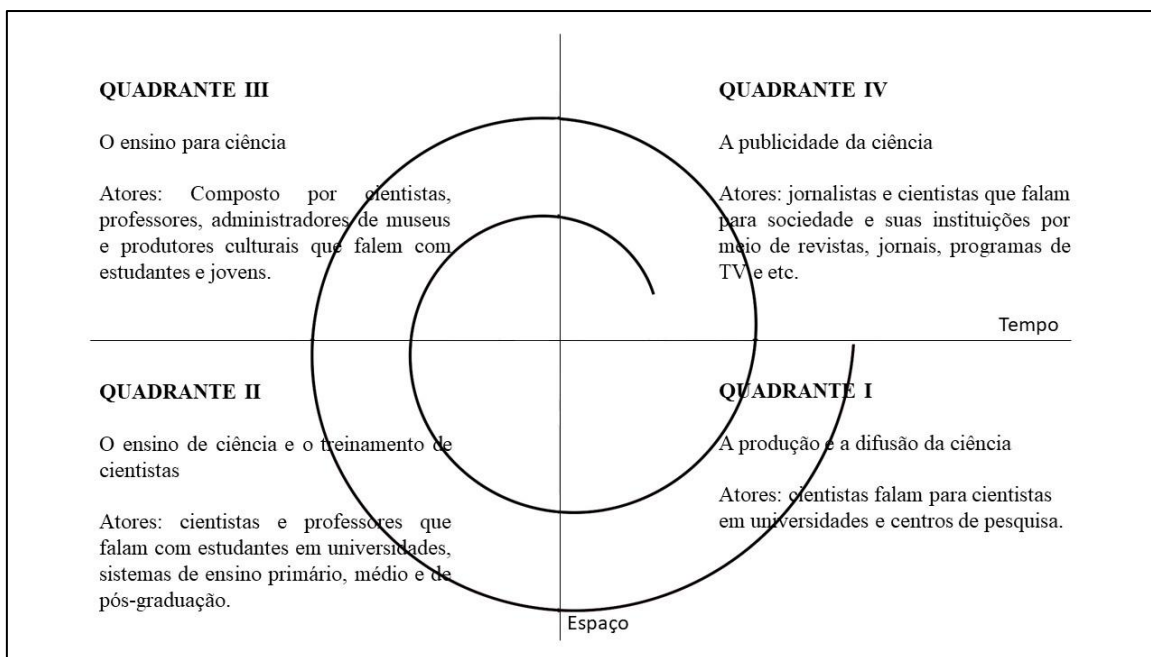 QUADRANTE III
O ensino para ciência
Atores: Composto por cientistas,
professores, administradores de museus
e produtores culturais que falem com
estudantes e jovens.
QUADRANTE IV
A publicidade da ciência
Atores: jornalistas e cientistas que falam
para sociedade e suas instituições por
meio de revistas, jornais, programas de
TV e etc.
Tempo
QUADRANTE II
O ensino de ciência e o treinamento de
cientistas
Atores: cientistas e professores que
falam com estudantes em universidades,
sistemas de ensino primário, médio e de
pós-graduação.
QUADRANTE I
A produção e a difusão da ciência
Atores: cientistas falam para cientistas
em universidades e centros de pesquisa.
Espaço